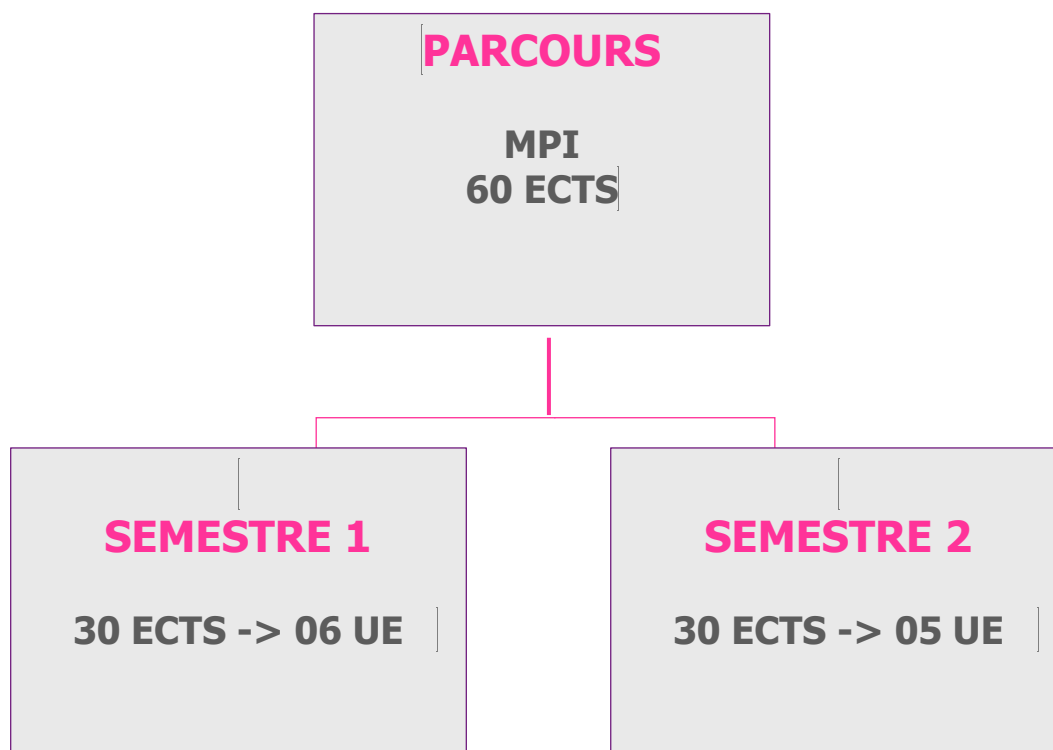 PARCOURS
MPI
60 ECTS
SEMESTRE 1
30 ECTS -> 06 UE
SEMESTRE 2
30 ECTS -> 05 UE